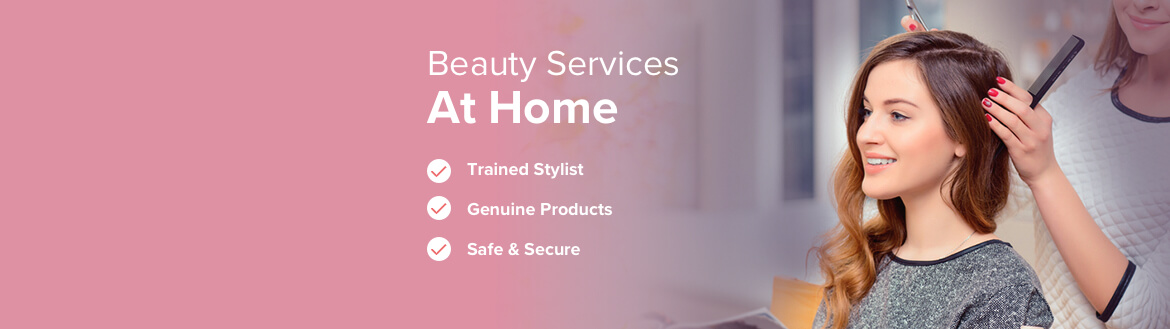 Beauty Services
At Home
Trained Stylist
Genuine Products
Safe & Secure